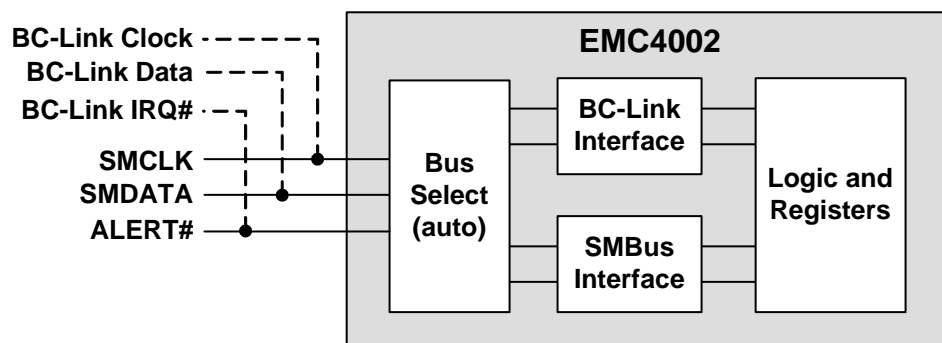 EMC4002
BC-Link Clock
BC-Link Data
BC-Link IRQ#
SMCLK
SMDATA
ALERT#
Bus
Select
(auto)
BC-Link
Interface
SMBus
Interface
Logic and
Registers